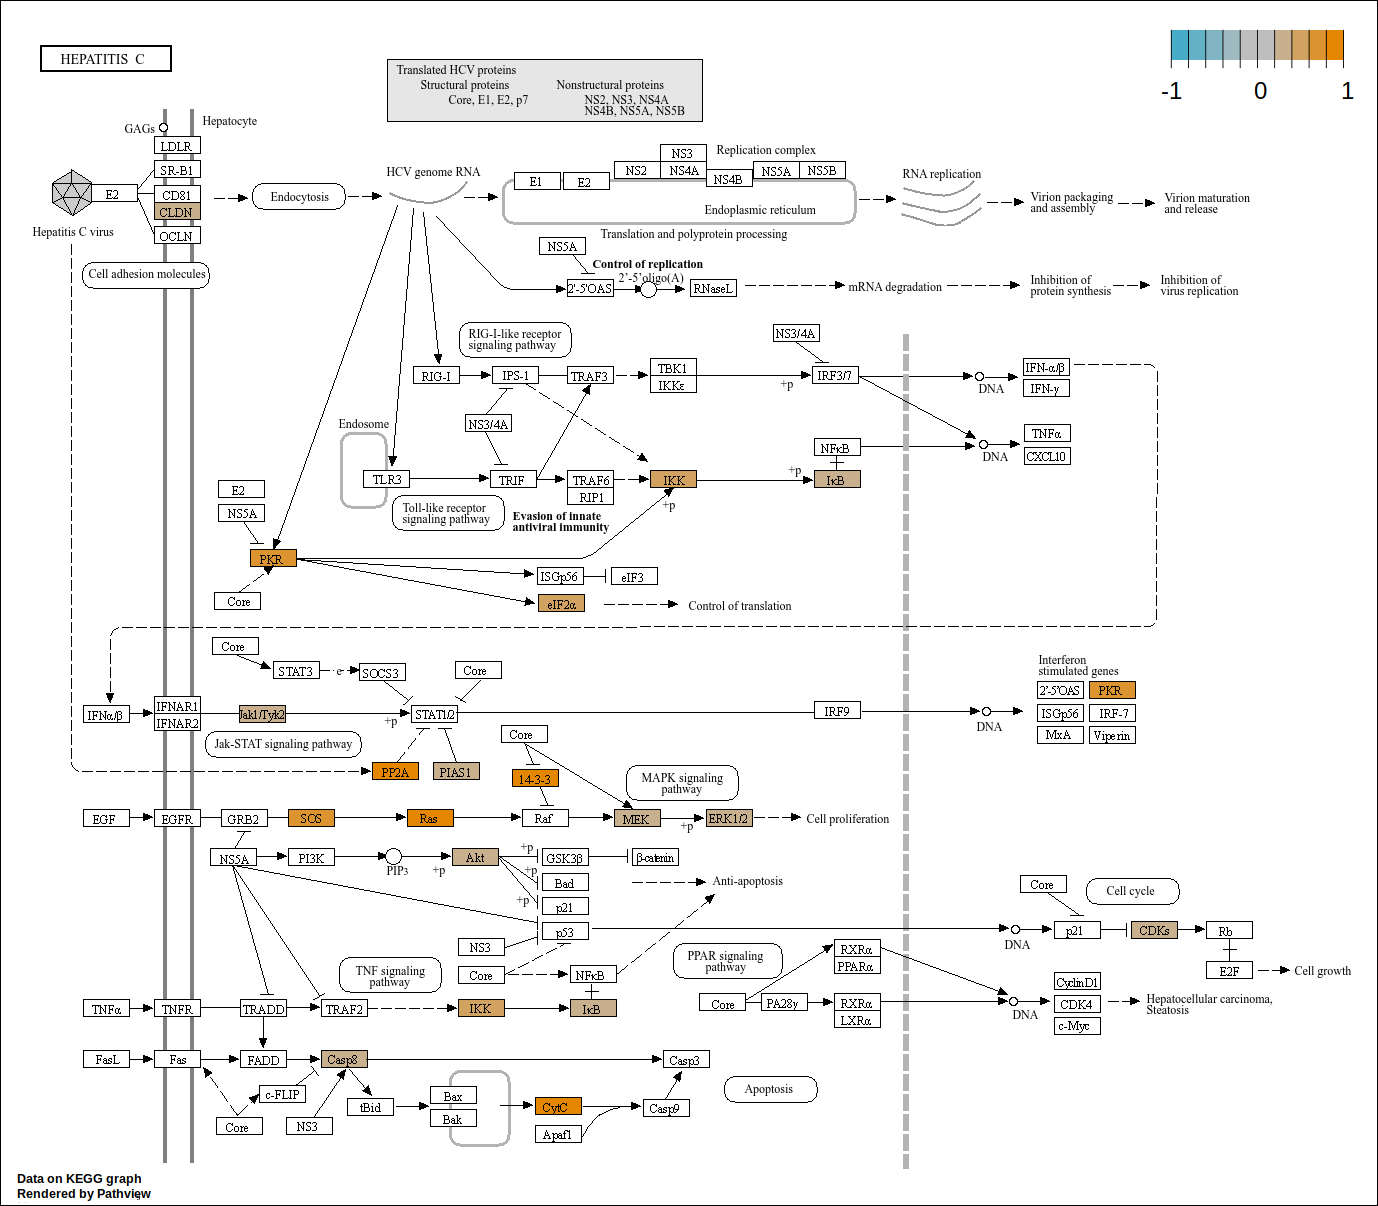 HEPATITIS C
-1 0 1
Translated HCV proteins
Structural proteins Nonstructural proteins
Core, E1, E2, p7 NS2, NS3, NS4A
NS4B, NS5A, NS5B
GAGs
Hepatocyte
LDLR
SR-B1
E2
CD81
CLDN
OCLN
Hepatitis C virus
Cell adhesion molecules
Endocytosis
HCV genome RNA
E1
E2
NS2
NS3
NS4A
NS4B
NS5A
NS5B
Replication complex
Endoplasmic reticulum
Translation and polyprotein processing
RNA replication
Virion packaging
and assembly
Virion maturation
and release
NS5A
Control of replication
2'-5'oligo(A)
2'-5'OAS
RNaseL
mRNA degradation
Inhibition of
protein synthesis
Inhibition of
virus replication
RIG-I-like receptor
signaling pathway
NS3/4A
RIG-I
IPS-1
TRAF3
TBK1
IKKε
+p
IRF3/7
DNA
IFN-α/β
IFN-γ
NS3/4A
Endosome
TLR3
TRIF
TRAF6
RIP1
IKK
+p
+p
NFκB
IκB
DNA
TNFα
CXCL10
Toll-like receptor
signaling pathway
Evasion of innate
antiviral immunity
E2
NS5A
PKR
Core
ISGp56
eIF3
eIF2α
Control of translation
Core
STAT3
e
SOCS3
Core
IFNα/β
IFNAR1
IFNAR2
Jak1/Tyk2
+p
STAT1/2
IRF9
DNA
Interferon
stimulated genes
2'-5'OAS
PKR
ISGp56
IRF-7
MxA
Viperin
Jak-STAT signaling pathway
PP2A
PIAS1
Core
14-3-3
MAPK signaling
pathway
EGF
EGFR
GRB2
SOS
Ras
Raf
MEK
+p
ERK1/2
Cell proliferation
NS5A
PI3K
PIP3
+p
Akt
+p
+p
+p
GSK3β
β-catenin
Bad
p21
p53
Anti-apoptosis
NS3
Core
NFκB
Core
Cell cycle
DNA
p21
CDKs
Rb
E2F
Cell growth
TNF signaling
pathway
TNFα
TNFR
TRADD
TRAF2
IKK
IκB
PPAR signaling
pathway
Core
PA28γ
RXRα
PPARα
RXRα
LXRα
DNA
CyclinD1
CDK4
c-Myc
Hepatocellular carcinoma,
Steatosis
FasL
Fas
FADD
Casp8
Casp3
c-FLIP
Core
NS3
tBid
Bax
Bak
CytC
Apaf1
Casp9
Apoptosis
Data on KEGG graph
Rendered by Pathview